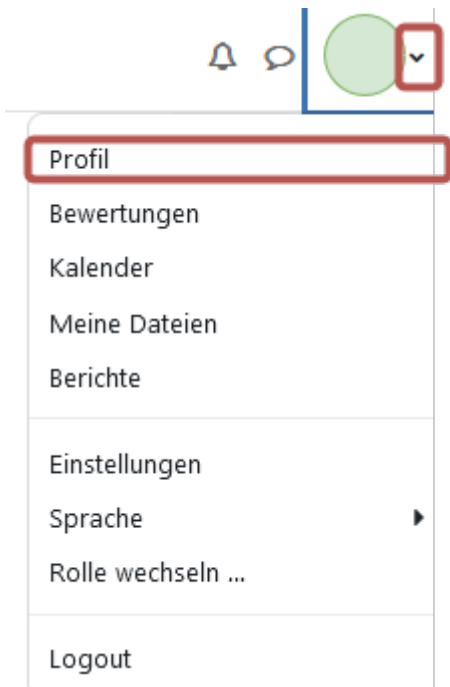 Profil
Bewertungen
Kalender
Meine Dateien
Berichte
Einstellungen
Sprache
Rolle wechseln ...
Logout